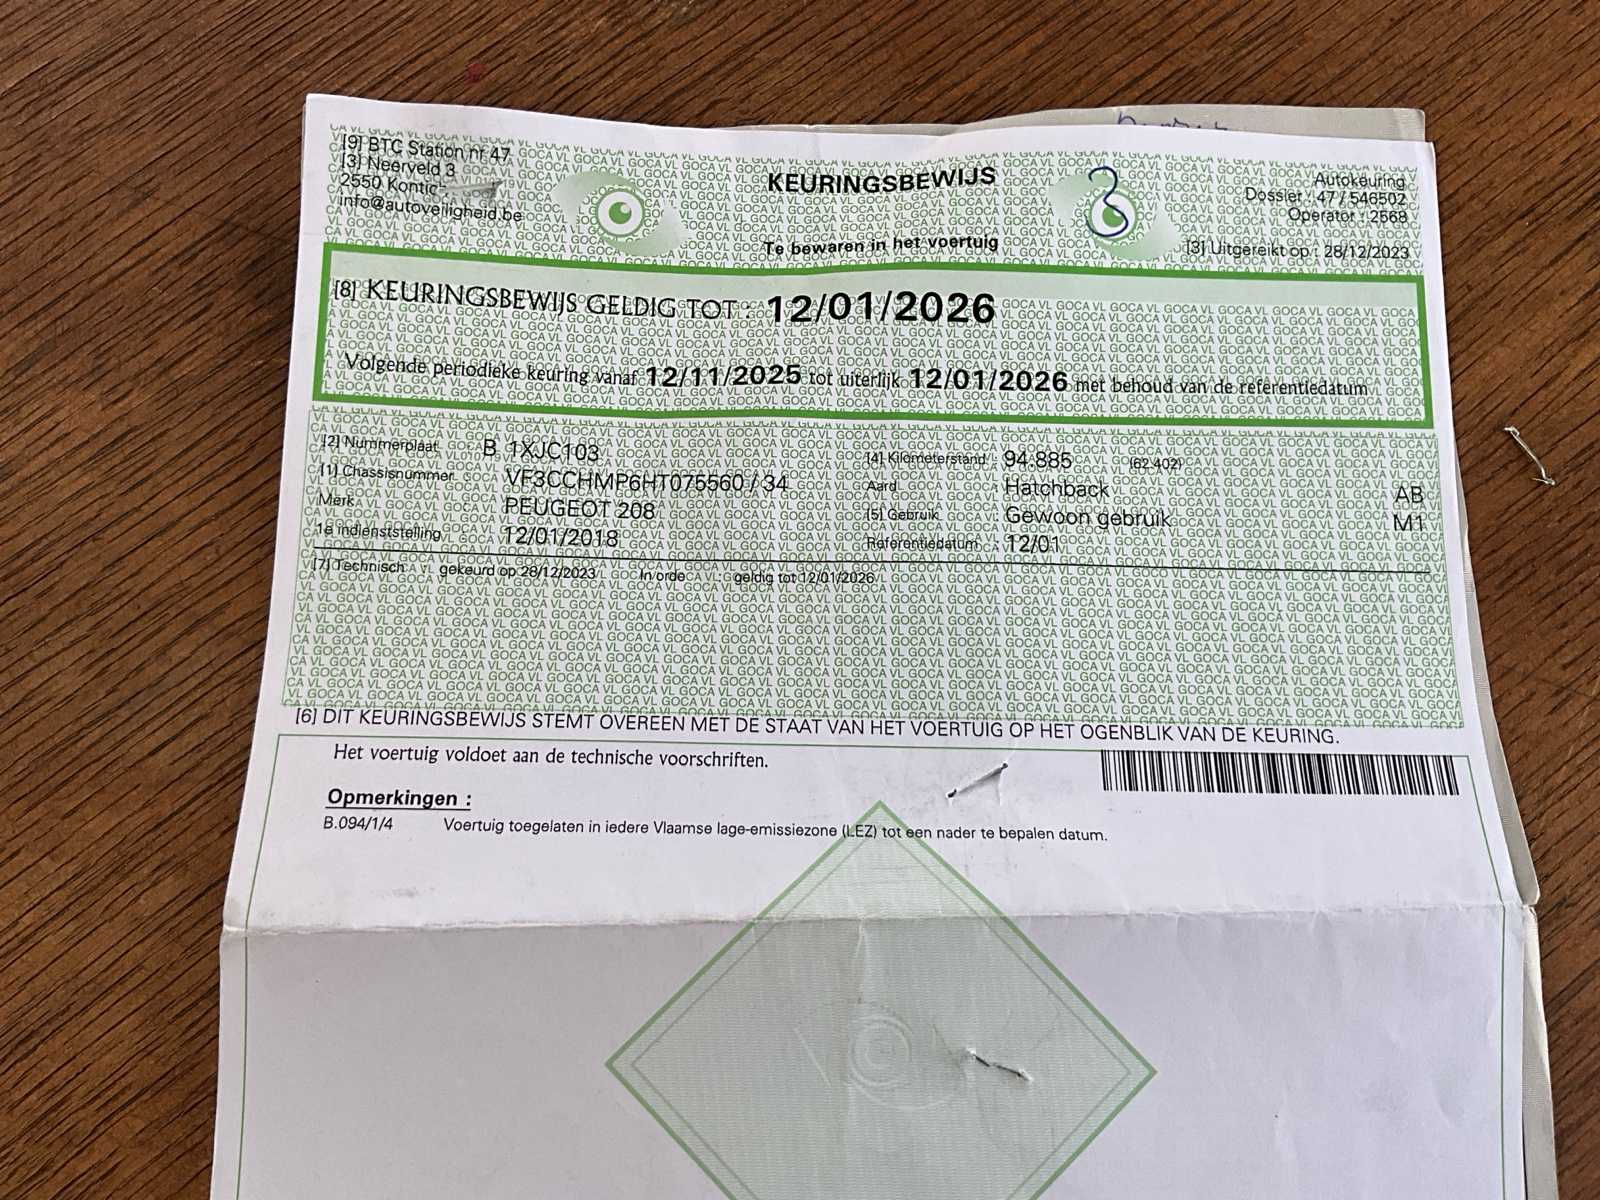 [9] BTC Station nr 47
[3] Neerveld 3
2550 Kontic
info@autoveiligheid.be
KEURINGSBEWIJS
Te bewaren in het voertuig
3
Autokeuring
Dossier : 47 / 546502
Operator : 2568
[3] Uitgereikt op : 28/12/2023
[8] KEURINGSBEWIJS GELDIG TOT : 12/01/2026
Volgende periodieke keuring vanaf 12/11/2025 tot uiterlijk 12/01/2026 met behoud van de referentiedatum
[2] Nummerplaat B 1XJC103
[1] Chassisnummer VF3CCHMP6HT075560 / 34
Merk PEUGEOT 208
1e indienststelling 12/01/2018
[4] Kilometerstand : 94.885 (62.402)
Aard : Hatchback AB
[5] Gebruik : Gewoon gebruik M1
Referentiedatum : 12/01
[7] Technisch gekeurd op 28/12/2023 In orde geldig tot 12/01/2026
[6] DIT KEURINGSBEWIJS STEMT OVEREEN MET DE STAAT VAN HET VOERTUIG OP HET OGENBLIK VAN DE KEURING.
Het voertuig voldoet aan de technische voorschriften.
Opmerkingen :
B.094/1/4 Voertuig toegelaten in iedere Vlaamse lage-emissiezone (LEZ) tot een nader te bepalen datum.